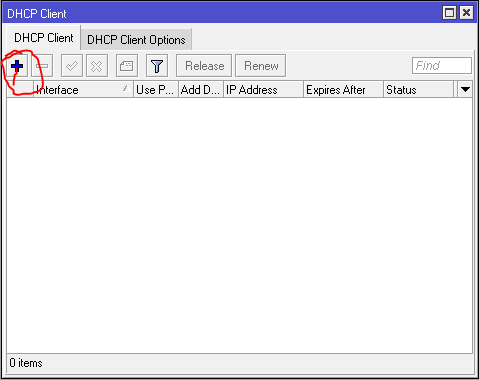 DHCP Client
DHCP Client DHCP Client Options
Release Renew Find
Interface Use P... Add D... IP Address Expires After Status
0 items